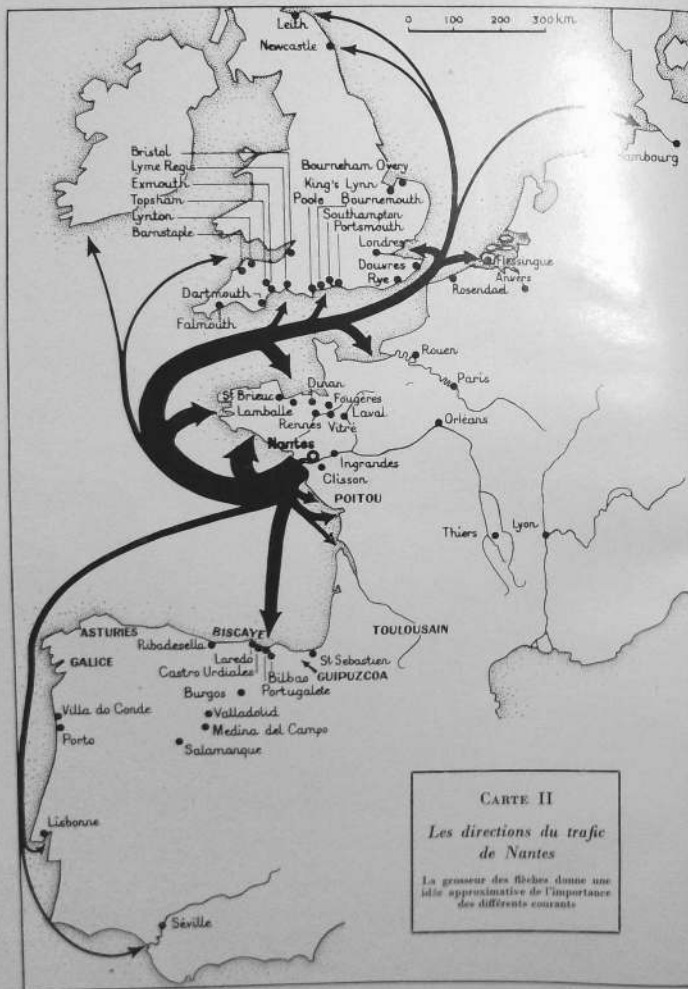 Leith
Newcastle
0 100 200 300 km.
Bristol
Lyme Regis
Exmouth
Topsham
Lynton
Barnstaple
Bourneham Overy
King's Lynn
Poole Bournemouth
Southampton
Portsmouth
Londres
Douvres
Rye
Dartmouth
Falmouth
Flessingue
Anvers
Rosendael
Rouen
Paris
St Brieuc
Dinan
Fougères
Lamballe
Laval
Rennes Vitré
Orléans
Nantes
Ingrandes
Clisson
POITOU
Thiers
Lyon
TOULOUSAIN
ASTURIES
BISCAYE
Ribadesella
GALICE
Laredo
St Sebastien
Castro Urdiales
Bilbao
GUIPUZCOA
Portugalete
Burgos
Villa do Conde
Valladolid
Porto
Medina del Campo
Salamanque
Lisbonne
Séville
CARTE II
Les directions du trafic
de Nantes
La grosseur des flèches donne une
idée approximative de l'importance
des différents courants